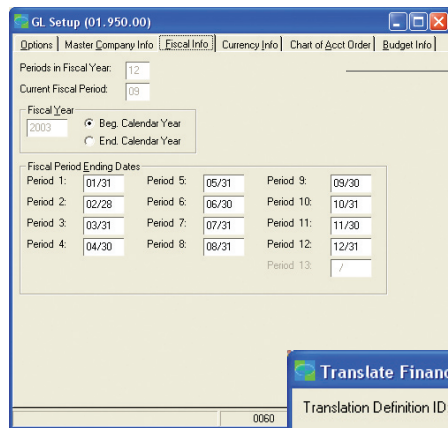 GL Setup (01.950.00)
Options Master Company Info Fiscal Info Currency Info Chart of Acct Order Budget Info
Periods in Fiscal Year: 12
Current Fiscal Period: 09
Fiscal Year
2003 Beg. Calendar Year
End. Calendar Year
Fiscal Period Ending Dates
Period 1: 01/31 Period 5: 05/31 Period 9: 09/30
Period 2: 02/28 Period 6: 06/30 Period 10: 10/31
Period 3: 03/31 Period 7: 07/31 Period 11: 11/30
Period 4: 04/30 Period 8: 08/31 Period 12: 12/31
Period 13: /
Translate Financ
Translation Definition ID
0060